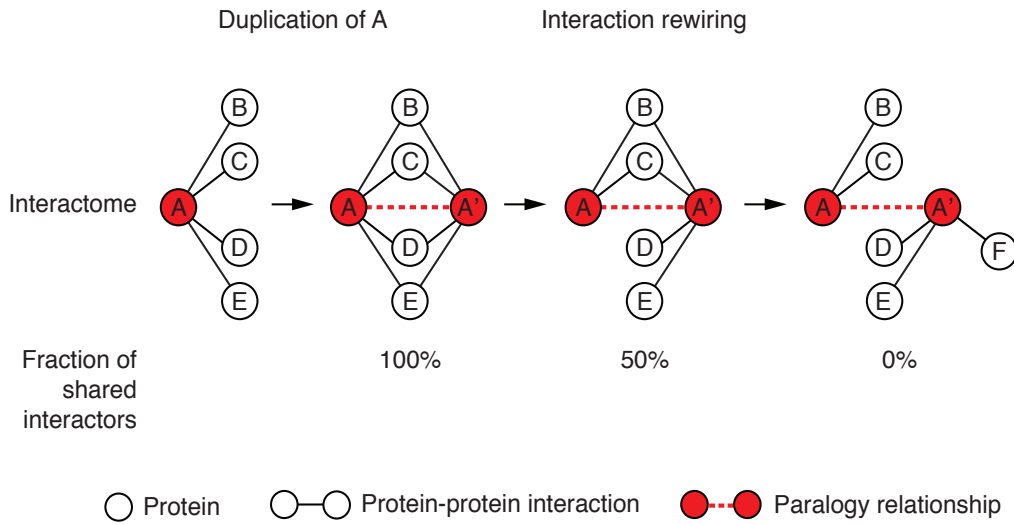 Duplication of A
Interaction rewiring
B B B B
C C C C
Interactome A A A' A A' A A'
D D D D F
E E E E
Fraction of shared interactors 100% 50% 0%
Protein Protein-protein interaction Paralogy relationship